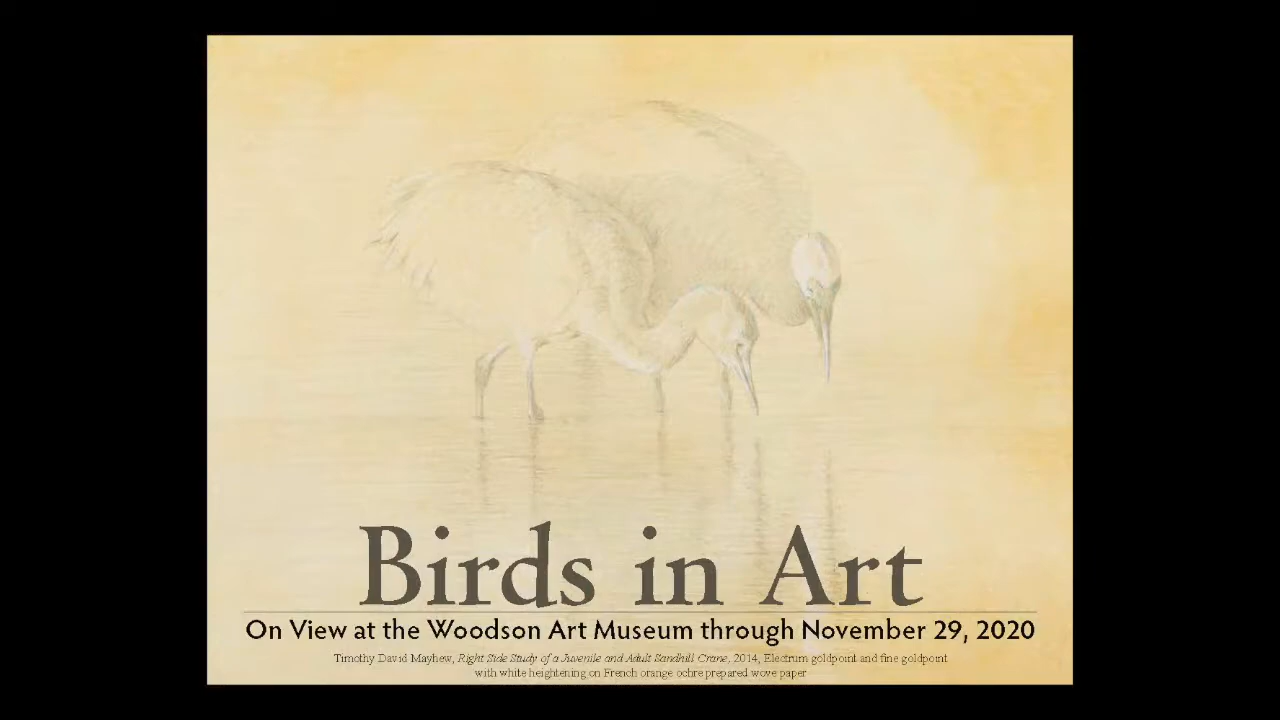 Birds in Art
On View at the Woodson Art Museum through November 29, 2020
Timothy David Mayhew, Right Side Study of a Juvenile and Adult Sandhill Crane, 2014, Electrum goldpoint and fine goldpoint
with white heightening on French orange ochre prepared wove paper